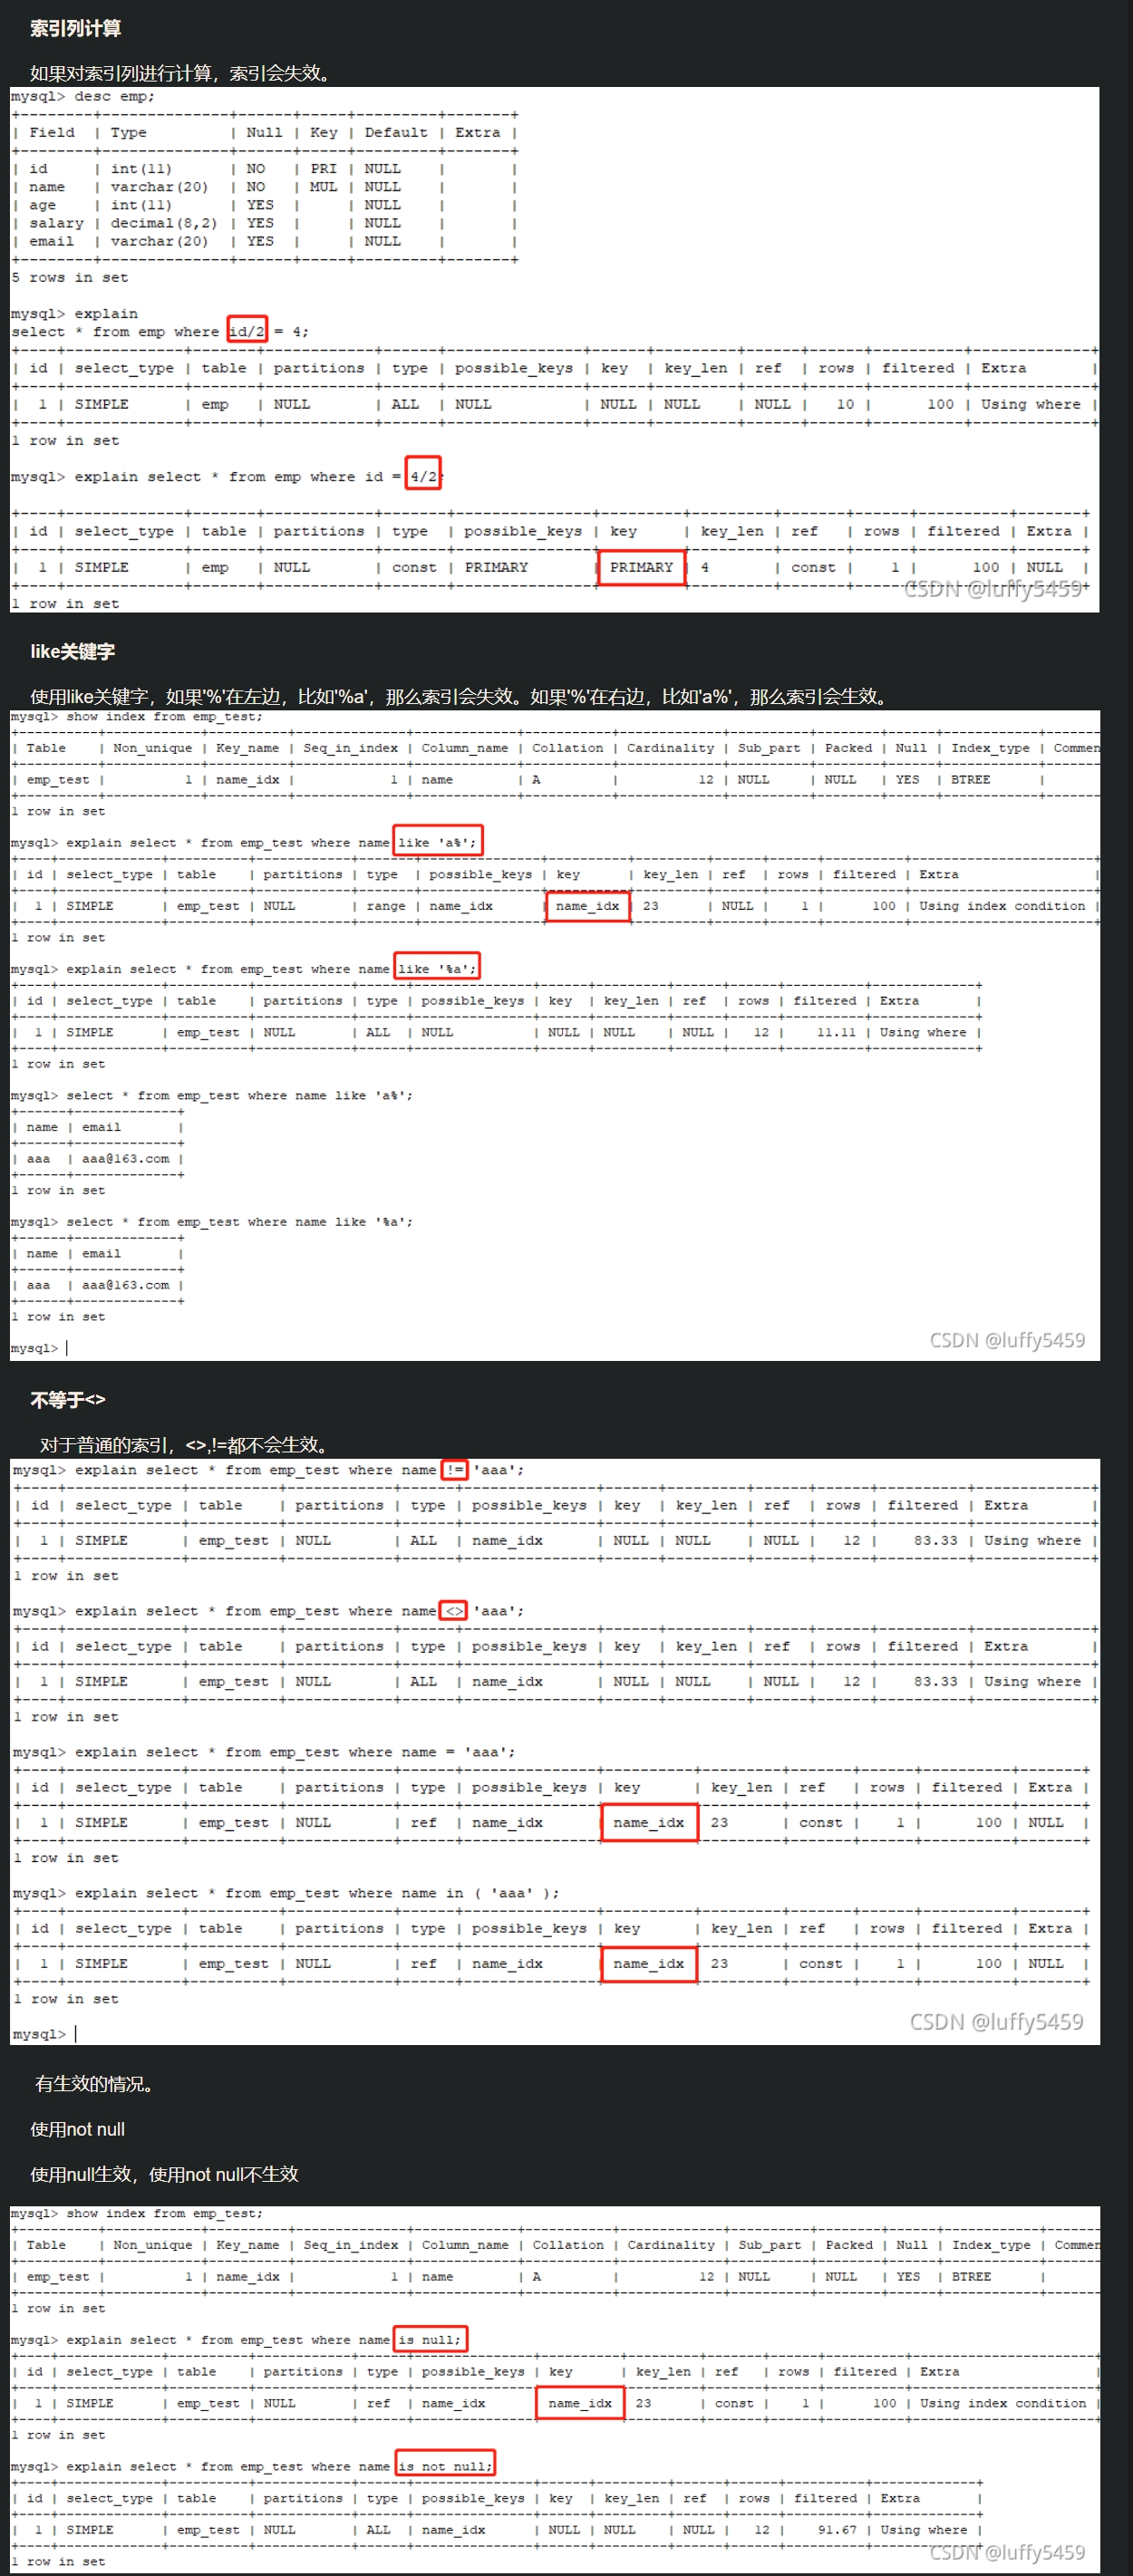 索引列计算
如果对索引列进行计算，索引会失效。
mysql> desc emp;
+---------+--------------+------+-----+---------+-------+
| Field   | Type         | Null | Key | Default | Extra |
+---------+--------------+------+-----+---------+-------+
| id      | int(11)      | NO   | PRI | NULL    |       |
| name    | varchar(20)  | NO   | MUL | NULL    |       |
| age     | int(11)      | YES  |     | NULL    |       |
| salary  | decimal(8,2) | YES  |     | NULL    |       |
| email   | varchar(20)  | YES  |     | NULL    |       |
+---------+--------------+------+-----+---------+-------+
5 rows in set
mysql> explain
select * from emp where id/2 = 4;
| id | select_type | table | partitions | type | possible_keys | key  | key_len | ref  | rows | filtered | Extra       |
|  1 | SIMPLE      | emp   | NULL       | ALL  | NULL          | NULL | NULL    | NULL |   10 |      100 | Using where |
1 row in set
mysql> explain select * from emp where id = 4/2;
| id | select_type | table | partitions | type  | possible_keys | key     | key_len | ref   | rows | filtered | Extra |
|  1 | SIMPLE      | emp   | NULL       | const | PRIMARY       | PRIMARY | 4       | const |    1 |      100 | NULL  |
CSDN @luffy5459
1 row in set
like关键字
使用like关键字，如果'%'在左边，比如'%a'，那么索引会失效。如果'%'在右边，比如'a%'，那么索引会生效。
mysql> show index from emp_test;
| Table    | Non_unique | Key_name | Seq_in_index | Column_name | Collation | Cardinality | Sub_part | Packed | Null | Index_type | Commen
| emp_test |          1 | name_idx |            1 | name        | A         |          12 | NULL     | NULL   | YES  | BTREE      |
1 row in set
mysql> explain select * from emp_test where name like 'a%';
| id | select_type | table    | partitions | type  | possible_keys | key      | key_len | ref  | rows | filtered | Extra                 |
|  1 | SIMPLE      | emp_test | NULL       | range | name_idx      | name_idx | 23      | NULL |    1 |      100 | Using index condition |
1 row in set
mysql> explain select * from emp_test where name like '%a';
| id | select_type | table    | partitions | type | possible_keys | key  | key_len | ref  | rows | filtered | Extra       |
|  1 | SIMPLE      | emp_test | NULL       | ALL  | NULL          | NULL | NULL    | NULL |   12 |    11.11 | Using where |
1 row in set
mysql> select * from emp_test where name like 'a%';
| name | email       |
| aaa  | aaa@163.com |
1 row in set
mysql> select * from emp_test where name like '%a';
| name | email       |
| aaa  | aaa@163.com |
1 row in set
mysql>
CSDN @luffy5459
不等于<>
对于普通的索引，<>,!=都不会生效。
mysql> explain select * from emp_test where name != 'aaa';
| id | select_type | table    | partitions | type | possible_keys | key  | key_len | ref  | rows | filtered | Extra       |
|  1 | SIMPLE      | emp_test | NULL       | ALL  | name_idx      | NULL | NULL    | NULL |   12 |    83.33 | Using where |
1 row in set
mysql> explain select * from emp_test where name <> 'aaa';
| id | select_type | table    | partitions | type | possible_keys | key  | key_len | ref  | rows | filtered | Extra       |
|  1 | SIMPLE      | emp_test | NULL       | ALL  | name_idx      | NULL | NULL    | NULL |   12 |    83.33 | Using where |
1 row in set
mysql> explain select * from emp_test where name = 'aaa';
| id | select_type | table    | partitions | type | possible_keys | key      | key_len | ref   | rows | filtered | Extra |
|  1 | SIMPLE      | emp_test | NULL       | ref  | name_idx      | name_idx | 23      | const |    1 |      100 | NULL  |
1 row in set
mysql> explain select * from emp_test where name in ( 'aaa' );
| id | select_type | table    | partitions | type | possible_keys | key      | key_len | ref   | rows | filtered | Extra |
|  1 | SIMPLE      | emp_test | NULL       | ref  | name_idx      | name_idx | 23      | const |    1 |      100 | NULL  |
1 row in set
mysql>
CSDN @luffy5459
有生效的情况。
使用not null
使用null生效，使用not null不生效
mysql> show index from emp_test;
| Table    | Non_unique | Key_name | Seq_in_index | Column_name | Collation | Cardinality | Sub_part | Packed | Null | Index_type | Commen
| emp_test |          1 | name_idx |            1 | name        | A         |          12 | NULL     | NULL   | YES  | BTREE      |
1 row in set
mysql> explain select * from emp_test where name is null;
| id | select_type | table    | partitions | type | possible_keys | key      | key_len | ref   | rows | filtered | Extra                 |
|  1 | SIMPLE      | emp_test | NULL       | ref  | name_idx      | name_idx | 23      | const |    1 |      100 | Using index condition |
1 row in set
mysql> explain select * from emp_test where name is not null;
| id | select_type | table    | partitions | type | possible_keys | key  | key_len | ref  | rows | filtered | Extra       |
|  1 | SIMPLE      | emp_test | NULL       | ALL  | name_idx      | NULL | NULL    | NULL |   12 |    91.67 | Using where |
CSDN @luffy5459
1 row in set